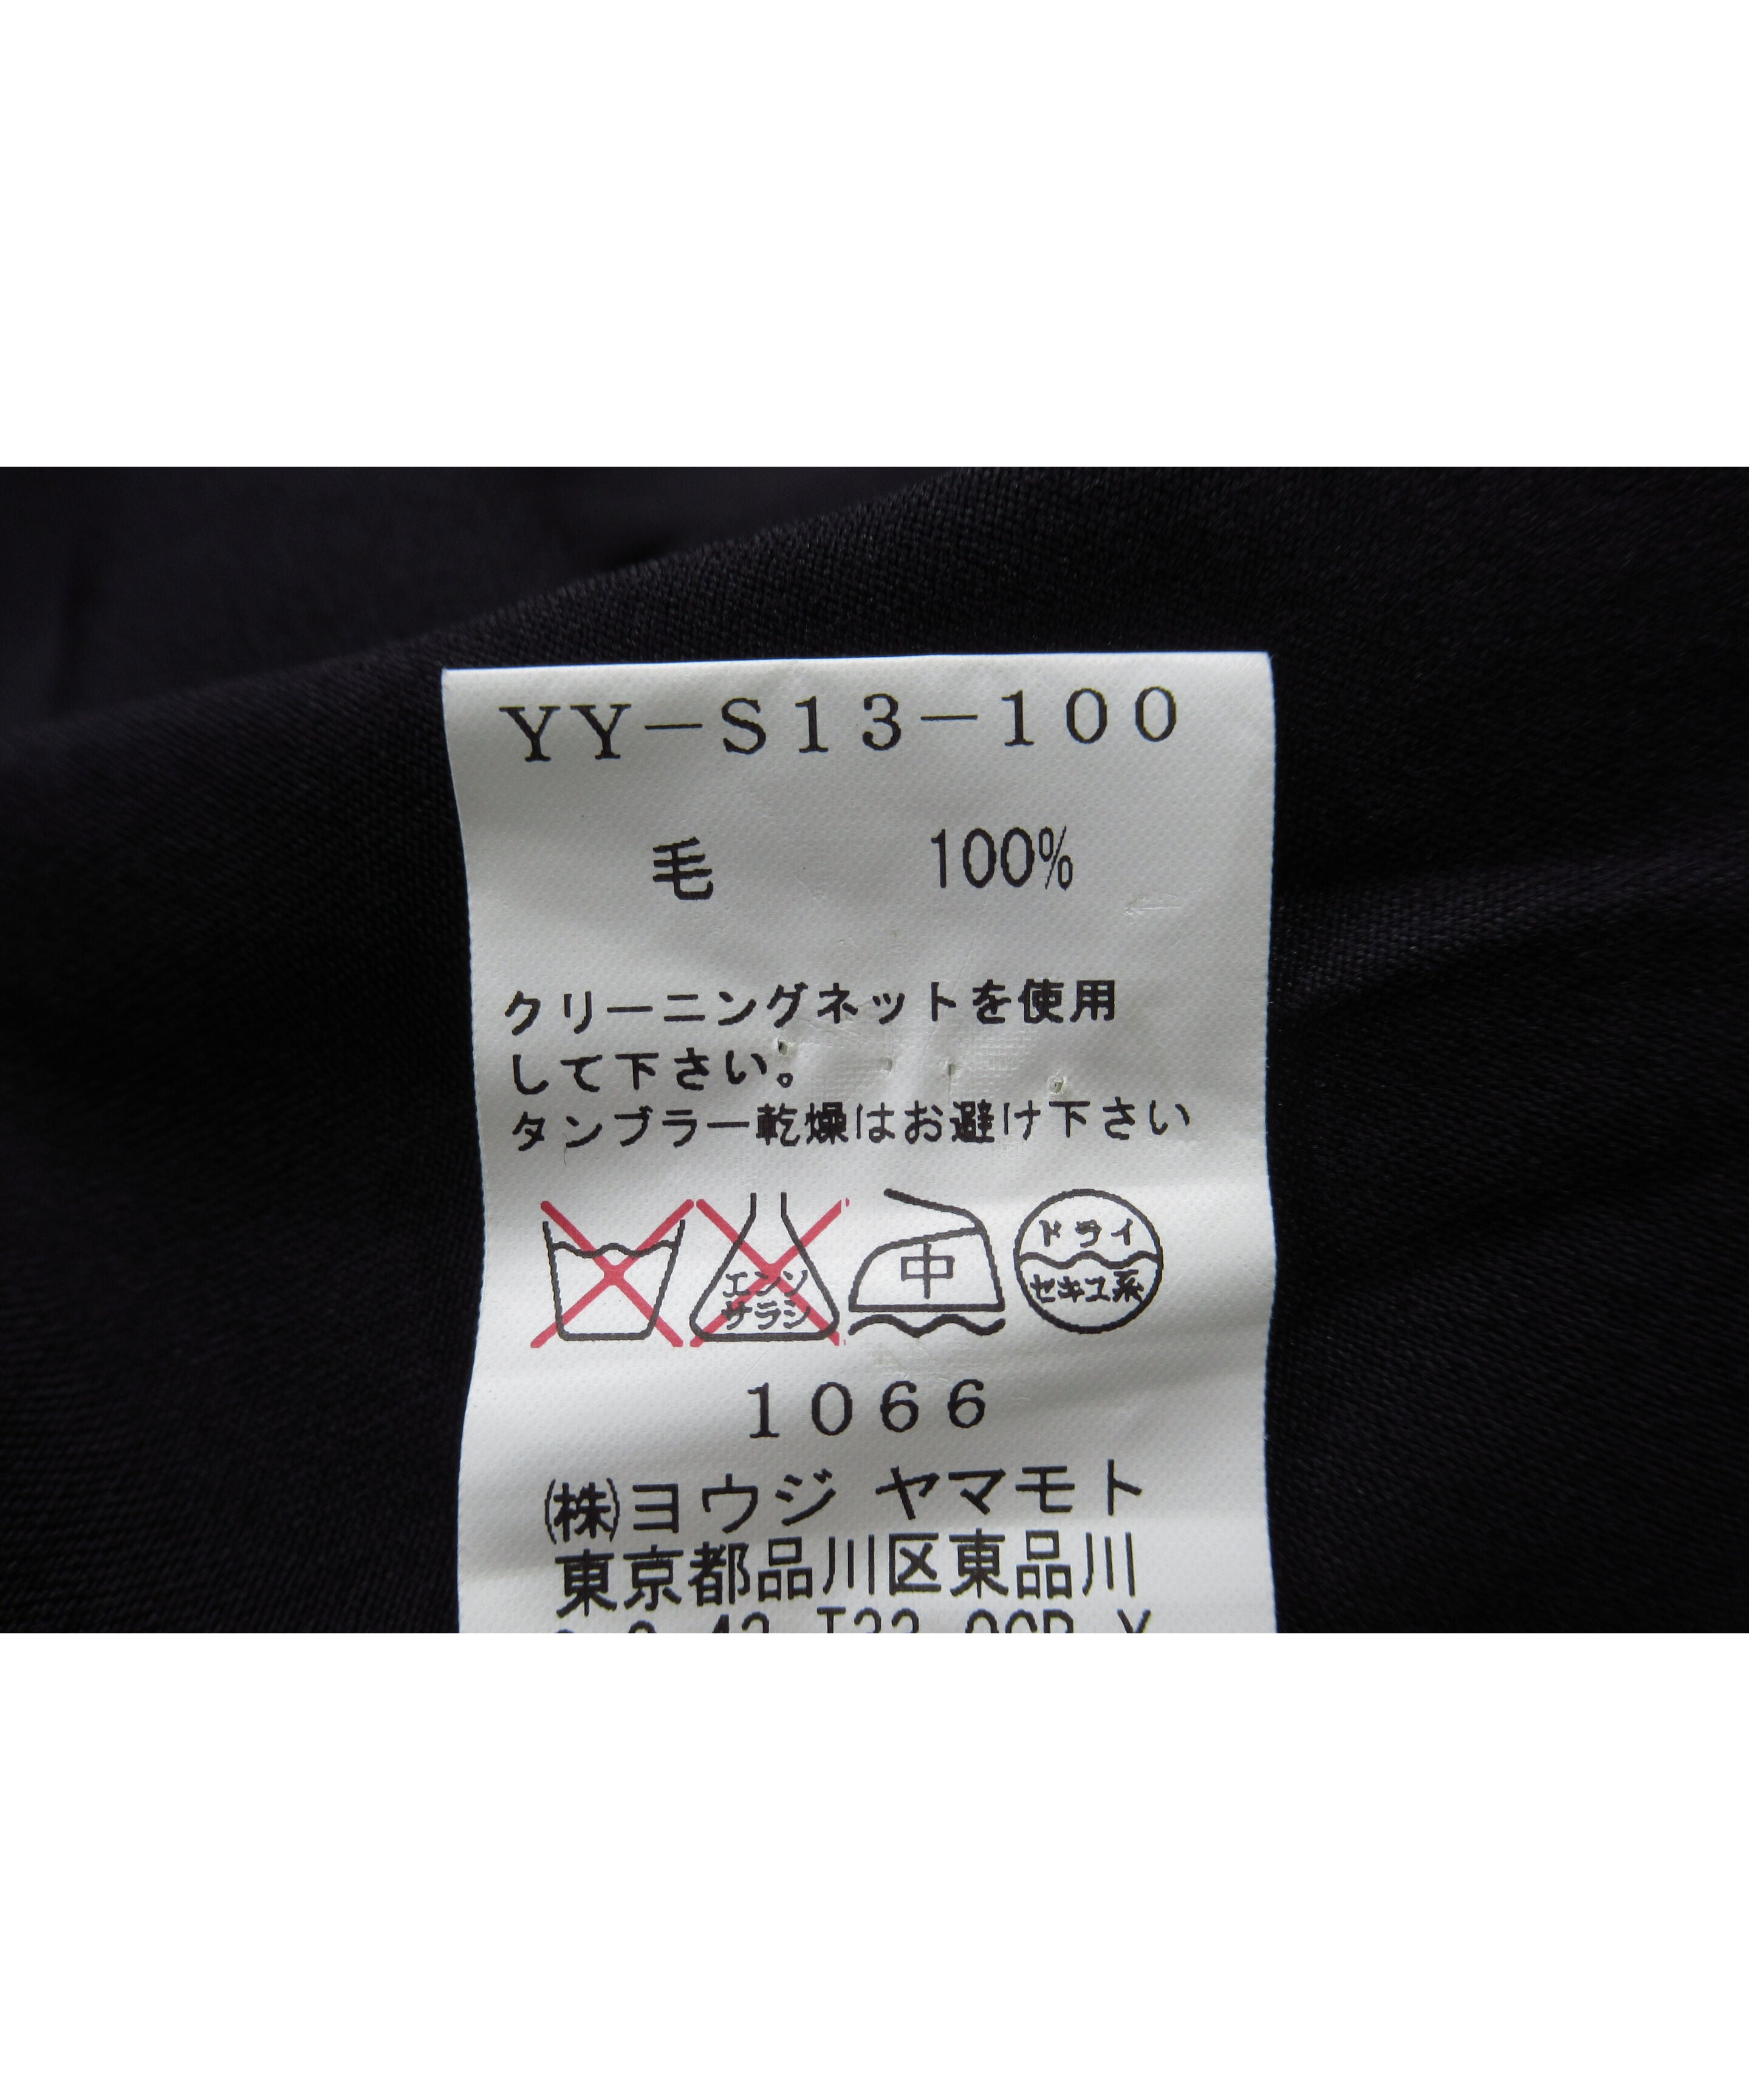 YY-S13-100
毛 100%
クリーニングネットを使用
して下さい。
タンブラー乾燥はお避け下さい
エンソ
サラシ
中
ドライ
セキユ系
1066
(株)ヨウジ ヤマモト
東京都品川区東品川